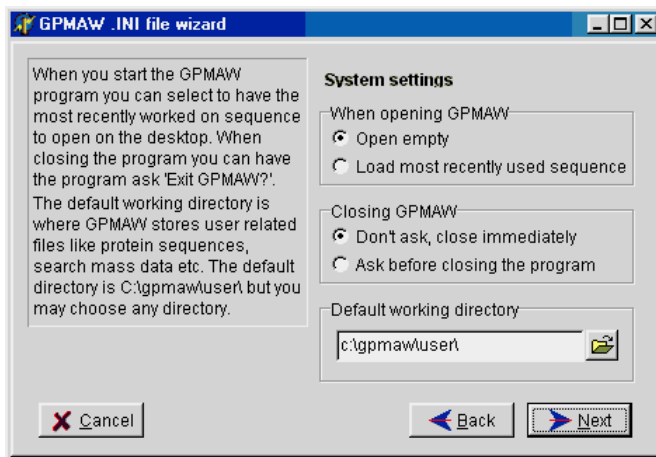 GPMAW .INI file wizard
When you start the GPMAW
program you can select to have the
most recently worked on sequence
to open on the desktop. When
closing the program you can have
the program ask 'Exit GPMAW?'.
The default working directory is
where GPMAW stores user related
files like protein sequences,
search mass data etc. The default
directory is C:\gpmaw\user\ but you
may choose any directory.
System settings
When opening GPMAW
Open empty
Load most recently used sequence
Closing GPMAW
Don't ask, close immediately
Ask before closing the program
Default working directory
c:\gpmaw\user\
Cancel
Back
Next